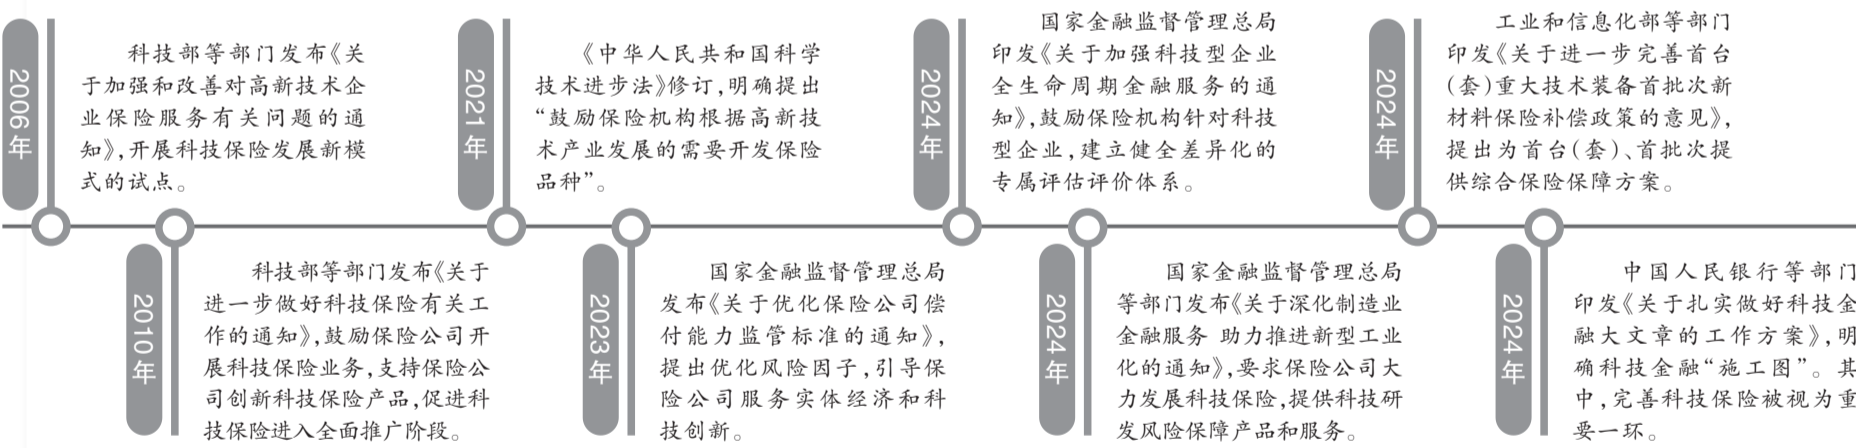 2006年
科技部等部门发布《关
于加强和改善对高新技术企
业保险服务有关问题的通
知》,开展科技保险发展新模
式的试点。
2010年
科技部等部门发布《关于
进一步做好科技保险有关工
作的通知》,鼓励保险公司开
展科技保险业务,支持保险公
司创新科技保险产品,促进科
技保险进入全面推广阶段。
2021年
《中华人民共和国科学
技术进步法》修订,明确提出
“鼓励保险机构根据高新技
术产业发展的需要开发保险
品种”。
2023年
国家金融监督管理总局
发布《关于优化保险公司偿
付能力监管标准的通知》,
提出优化风险因子,引导保
险公司服务实体经济和科
技创新。
2024年
国家金融监督管理总局
印发《关于加强科技型企业
全生命周期金融服务的通
知》,鼓励保险机构针对科技
型企业,建立健全差异化的
专属评估评价体系。
2024年
国家金融监督管理总局
等部门发布《关于深化制造业
金融服务 助力推进新型工业
化的通知》,要求保险公司大
力发展科技保险,提供科技研
发风险保障产品和服务。
2024年
工业和信息化部等部门
印发《关于进一步完善首台
(套)重大技术装备首批次新
材料保险补偿政策的意见》,
提出为首台(套)、首批次提
供综合保险保障方案。
2024年
中国人民银行等部门
印发《关于扎实做好科技金
融大文章的工作方案》,明
确科技金融“施工图”。其
中,完善科技保险被视为重
要一环。